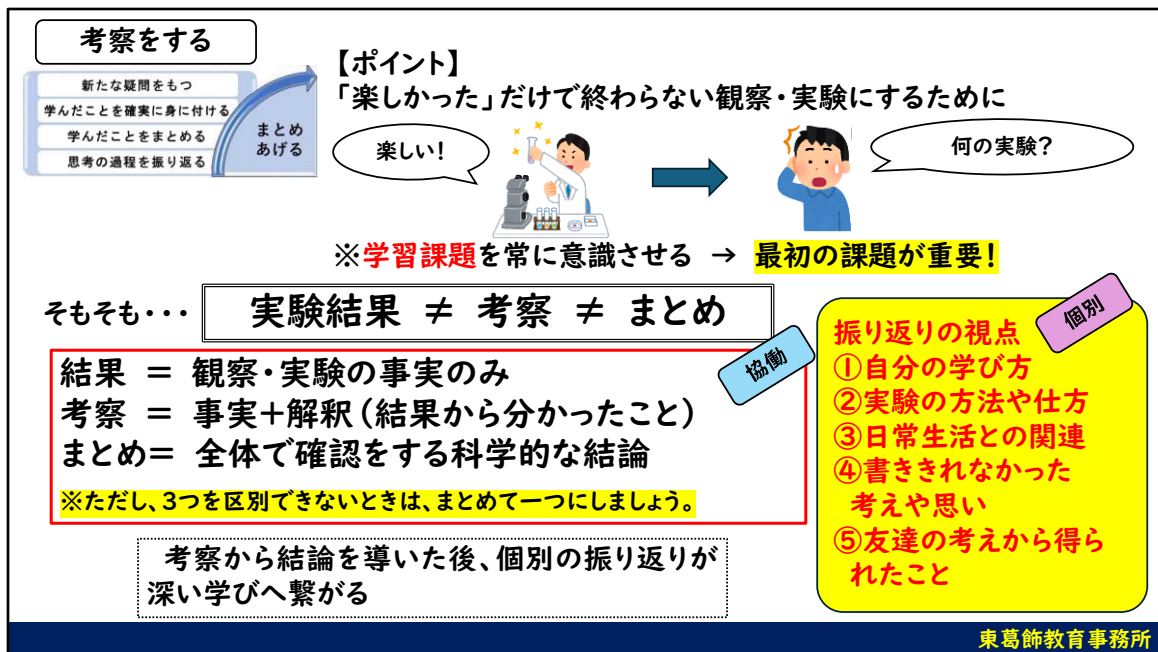 考察をする
新たな疑問をもつ
学んだことを確実に身に付ける
学んだことをまとめる
思考の過程を振り返る
まとめ
あげる
【ポイント】
「楽しかった」だけで終わらない観察・実験にするために
楽しい！
何の実験？
※学習課題を常に意識させる → 最初の課題が重要！
そもそも・・・
実験結果 ≠ 考察 ≠ まとめ
協働
結果 ＝ 観察・実験の事実のみ
考察 ＝ 事実＋解釈（結果から分かったこと）
まとめ＝ 全体で確認をする科学的な結論
※ただし、３つを区別できないときは、まとめて一つにしましょう。
考察から結論を導いた後、個別の振り返りが
深い学びへ繋がる
個別
振り返りの視点
①自分の学び方
②実験の方法や仕方
③日常生活との関連
④書ききれなかった
考えや思い
⑤友達の考えから得ら
れたこと
東葛飾教育事務所